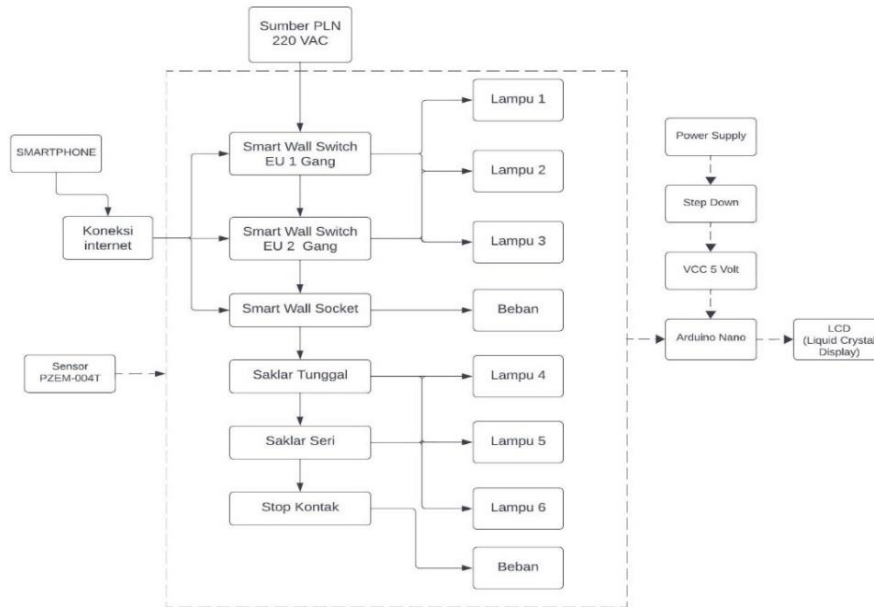 Sumber PLN
220 VAC
SMARTPHONE
Koneksi
internet
Sensor
PZEM-004T
Smart Wall Switch
EU 1 Gang
Smart Wall Switch
EU 2 Gang
Smart Wall Socket
Saklar Tunggal
Saklar Seri
Stop Kontak
Lampu 1
Lampu 2
Lampu 3
Beban
Lampu 4
Lampu 5
Lampu 6
Beban
Power Supply
Step Down
VCC 5 Volt
Arduino Nano
LCD
(Liquid Crystal
Display)